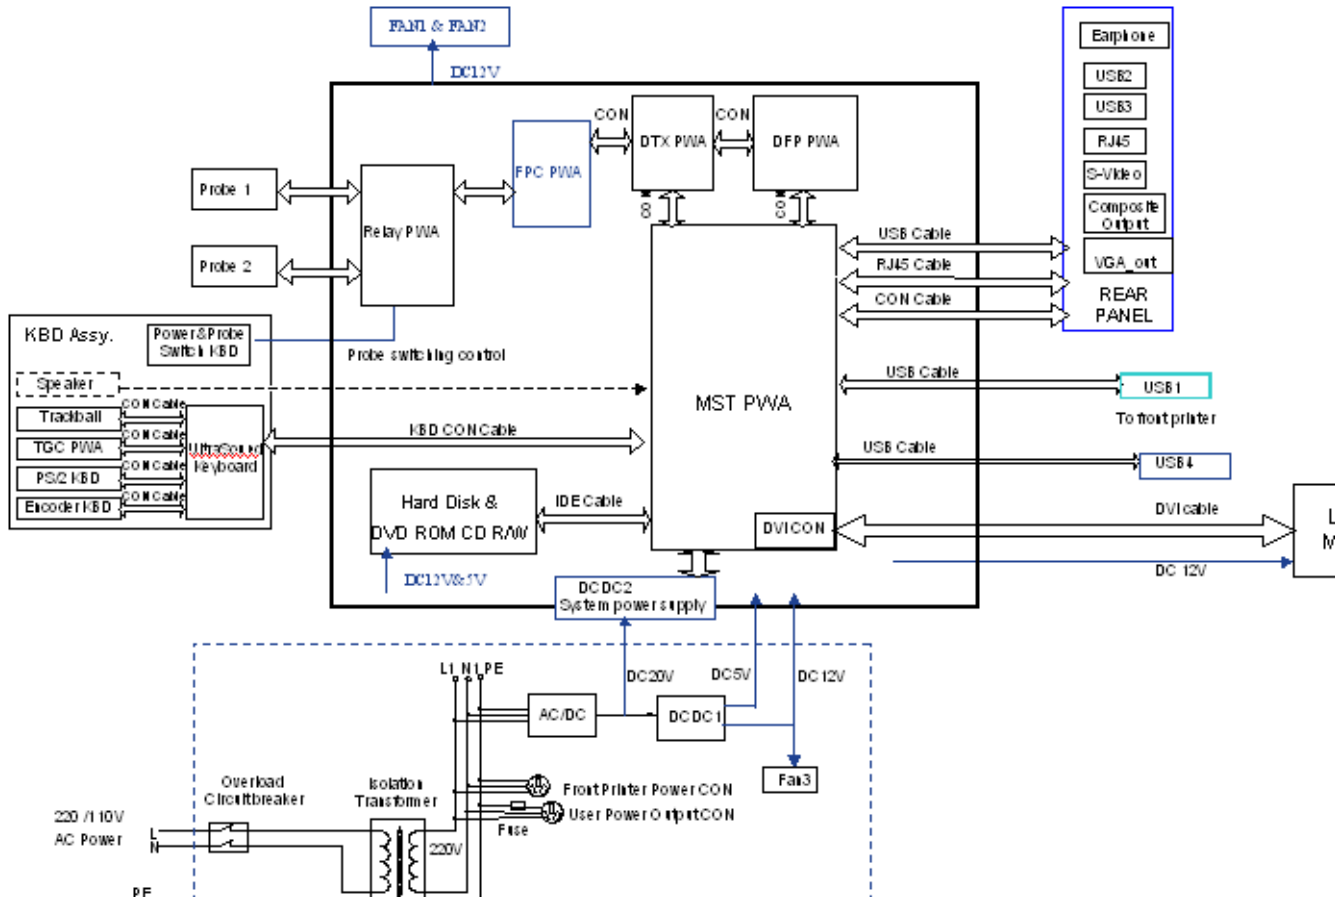 FAN1 & FAN2
DC12V
Earphone
USB2
USB3
RJ45
S-Video
Composite
Output
VGA_out
REAR
PANEL
CON
CON
DTX PWA
DFP PWA
FPC PWA
8
8
Probe 1
Probe 2
Relay PWA
USB Cable
RJ45 Cable
CON Cable
KBD Assy.
Power&Probe
Switch KBD
Probe switching control
Speaker
CON Cable
Trackball
CON Cable
TGC PWA
CON Cable
PS/2 KBD
CON Cable
Encoder KBD
UltraSound
Keyboard
KBD CON Cable
MST PWA
USB Cable
USB1
To front printer
USB Cable
USB4
Hard Disk &
DVD ROM CD R/W
IDE Cable
DC12V&5V
DVI CON
DVI cable
DC 12V
L
M
DCDC2
System power supply
L1 N1 PE
DC20V
DC5V
DC12V
AC/DC
DCDC1
Fan3
Overload
Circuitbreaker
Isolation
Transformer
Front Printer Power CON
User Power Output CON
Fuse
220 /110V
AC Power
L
N
220V
PE